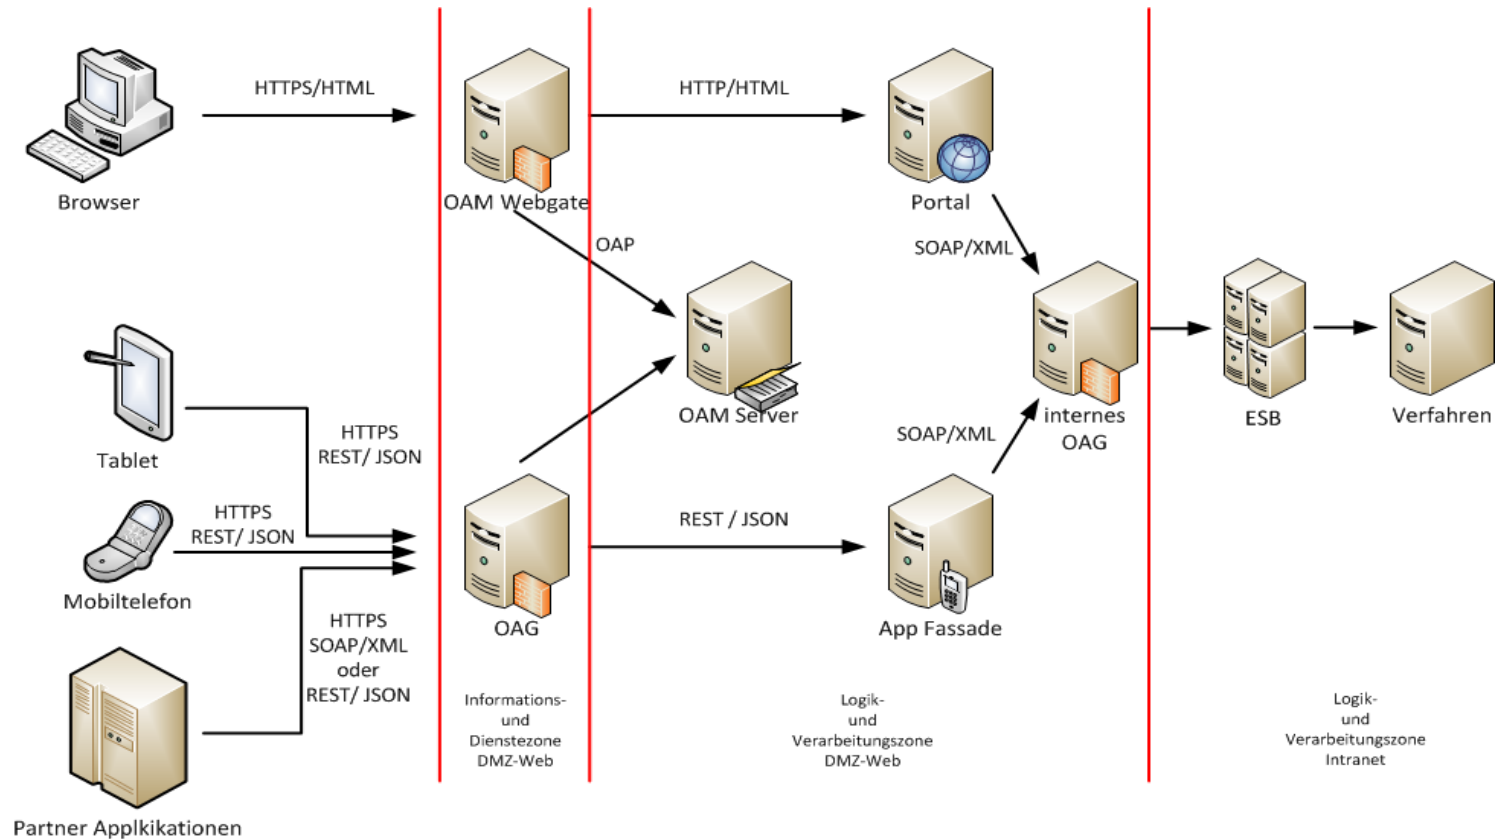 HTTPS/HTML
HTTP/HTML
Browser
OAM Webgate
Portal
OAP
SOAP/XML
OAM Server
internes
OAG
ESB
Verfahren
Tablet
HTTPS
REST/ JSON
SOAP/XML
HTTPS
REST/ JSON
REST / JSON
Mobiltelefon
OAG
App Fassade
HTTPS
SOAP/XML
oder
REST/ JSON
Partner Applkikationen
Informations-
und
Dienstezone
DMZ-Web
Logik-
und
Verarbeitungszone
DMZ-Web
Logik-
und
Verarbeitungszone
Intranet